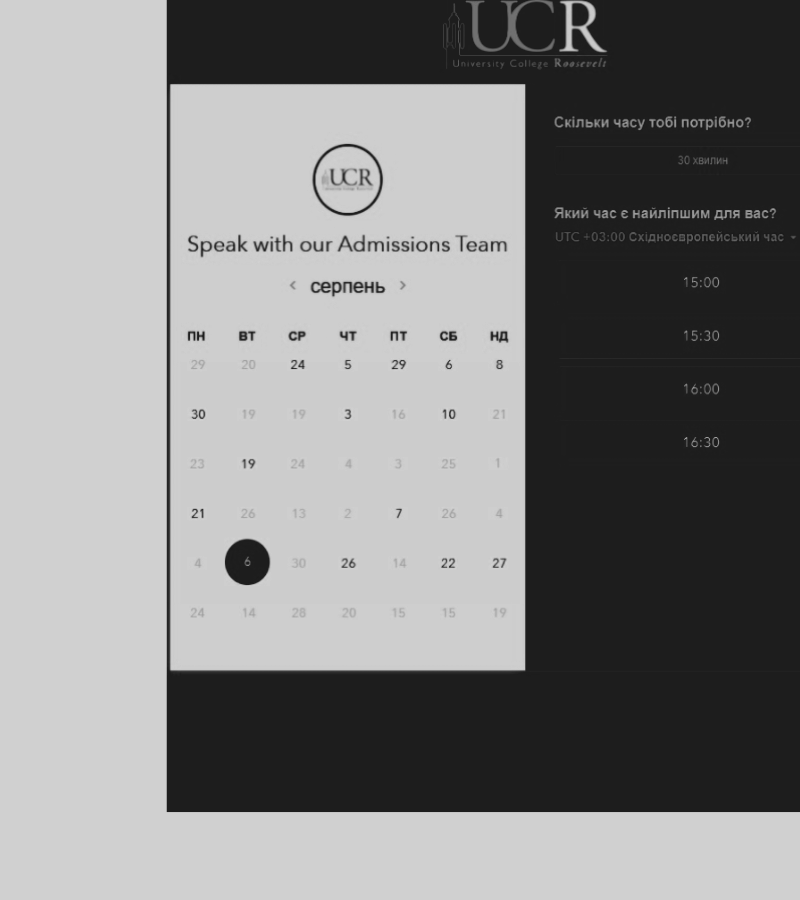 UCR
University College Roosevelt
UCR
Speak with our Admissions Team
< серпень >
ПН ВТ СР ЧТ ПТ СБ НД
29 20 24 5 29 6 8
30 19 19 3 16 10 21
23 19 24 4 3 25 1
21 26 13 2 7 26 4
4 6 30 26 14 22 27
24 14 28 20 15 15 19
Скільки часу тобі потрібно?
30 хвилин
Який час є найліпшим для вас?
UTC +03:00 Східноєвропейський час
15:00
15:30
16:00
16:30